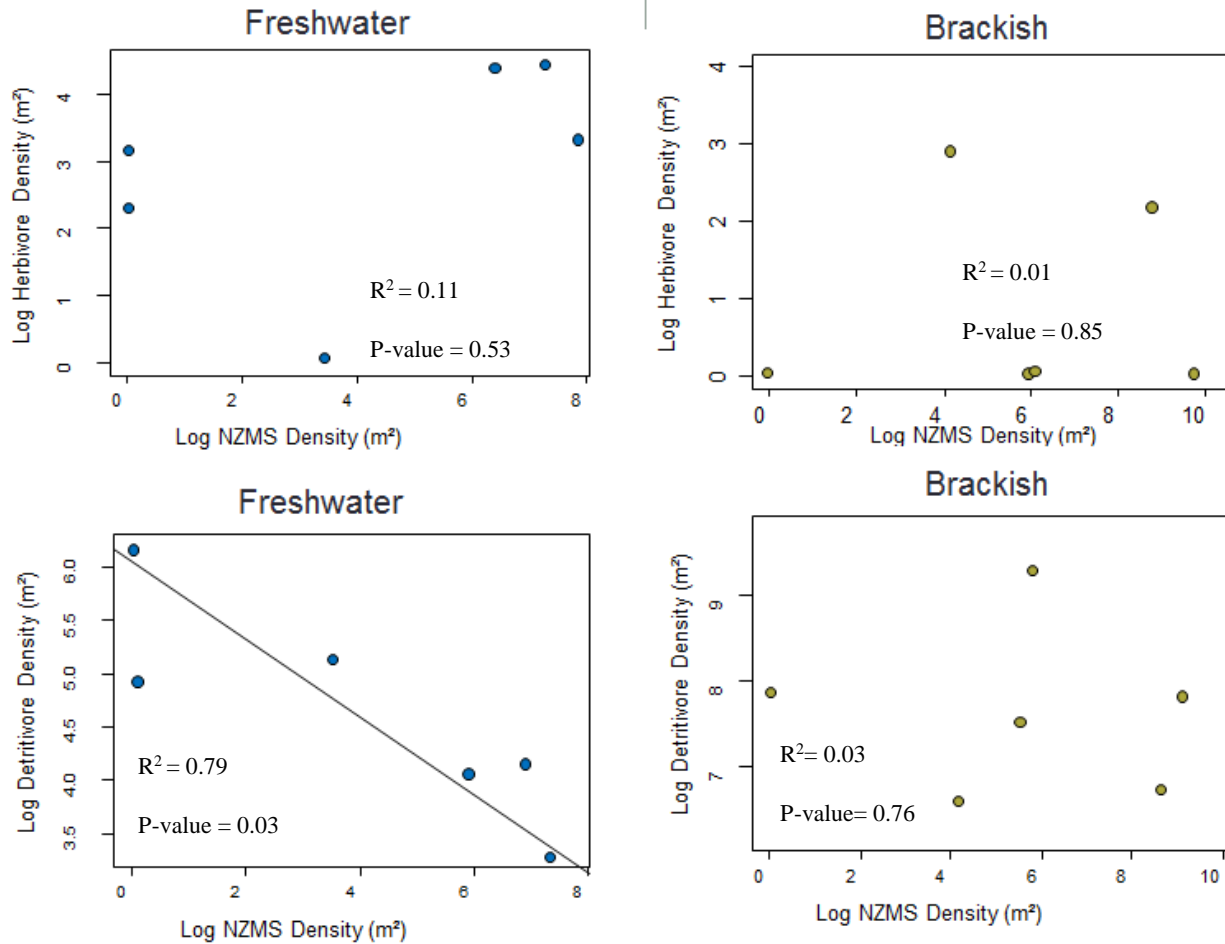 Freshwater
Log Herbivore Density (m²)
4
3
2
1
0
R² = 0.11
P-value = 0.53
0 2 4 6 8
Log NZMS Density (m²)
Brackish
Log Herbivore Density (m²)
4
3
2
1
0
R² = 0.01
P-value = 0.85
0 2 4 6 8 10
Log NZMS Density (m²)
Freshwater
Log Detritivore Density (m²)
6.0
5.5
5.0
4.5
4.0
3.5
R² = 0.79
P-value = 0.03
0 2 4 6 8
Log NZMS Density (m²)
Brackish
Log Detritivore Density (m²)
9
8
7
R²= 0.03
P-value= 0.76
0 2 4 6 8 10
Log NZMS Density (m²)